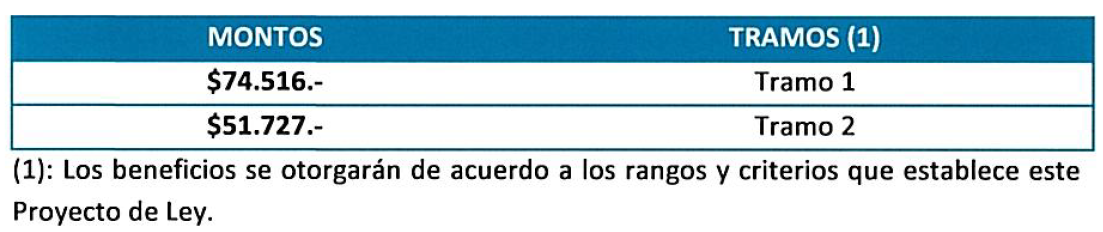 MONTOS TRAMOS (1)
$74.516.- Tramo 1
$51.727.- Tramo 2
(1): Los beneficios se otorgarán de acuerdo a los rangos y criterios que establece este
Proyecto de Ley.